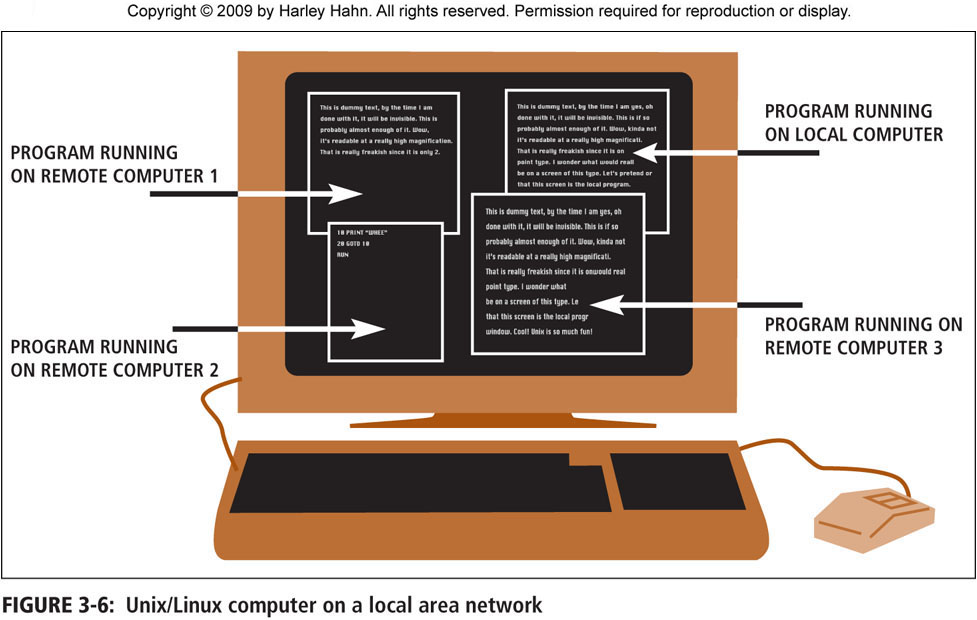 Copyright © 2009 by Harley Hahn. All rights reserved. Permission required for reproduction or display.
PROGRAM RUNNING
ON REMOTE COMPUTER 1
This is dummy text, by the time I am
done with it, it will be invisible. This is
probably almost enough of it. Wow,
it's readable at a really high magnification.
That is really freakish since it is only 2.
This is dummy text, by the time I am yes, oh
done with it, it will be invisible. This is if so
probably almost enough of it. Wow, kinda not
it's readable at a really high magnificati.
That is really freakish since it is on
point type. I wonder what would reall
be on a screen of this type. Let's pretend or
that this screen is the local program.
PROGRAM RUNNING
ON LOCAL COMPUTER
PROGRAM RUNNING
ON REMOTE COMPUTER 2
10 PRINT "WHEE"
20 GOTO 10
RUN
This is dummy text, by the time I am yes, oh
done with it, it will be invisible. This is if so
probably almost enough of it. Wow, kinda not
it's readable at a really high magnificati.
That is really freakish since it is onwould real
point type. I wonder what
be on a screen of this type. Le
that this screen is the local progr
window. Cool! Unix is so much fun!
PROGRAM RUNNING ON
REMOTE COMPUTER 3
FIGURE 3-6: Unix/Linux computer on a local area network